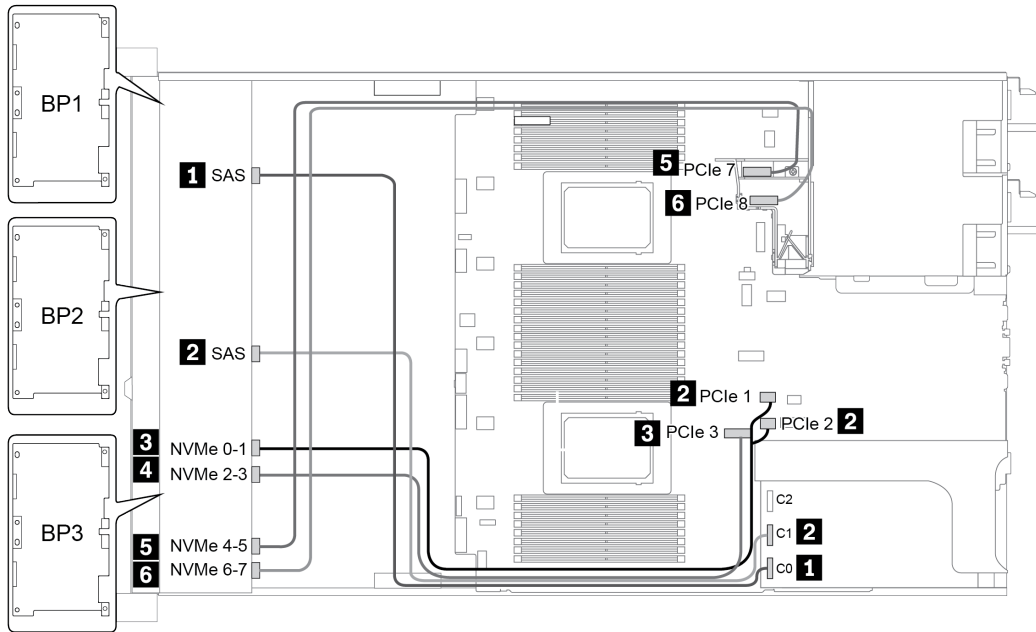 BP1
1 SAS
5 PCIe 7
6 PCIe 8
BP2
2 SAS
2 PCIe 1
PCIe 2 2
3 PCIe 3
3 NVMe 0-1
4 NVMe 2-3
BP3
C2
C1 2
C0 1
5 NVMe 4-5
6 NVMe 6-7